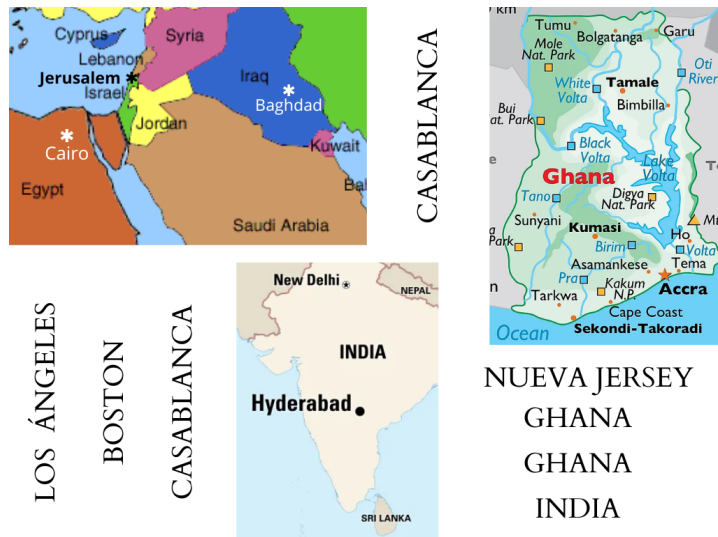 Cyprus
Syria
Lebanon
Jerusalem
Israel
Iraq
Baghdad
Cairo
Jordan
Kuwait
Egypt
Saudi Arabia
CASABLANCA
km
Tumu
Bolgatanga
Garu
Mole
Nat. Park
White
Volta
Tamale
Oti
River
Bimbilla
Bui
at. Park
Black
Volta
Lake
Volta
Ghana
Digya
Nat. Park
Tano
Sunyani
Kumasi
Birim
Ho
Volta
Park
Asamankese
Tema
Pra
Kakum
N.P.
Accra
Tarkwa
Cape Coast
Sekondi-Takoradi
Ocean
LOS ÁNGELES
BOSTON
CASABLANCA
New Delhi
NEPAL
INDIA
Hyderabad
SRI LANKA
NUEVA JERSEY
GHANA
GHANA
INDIA